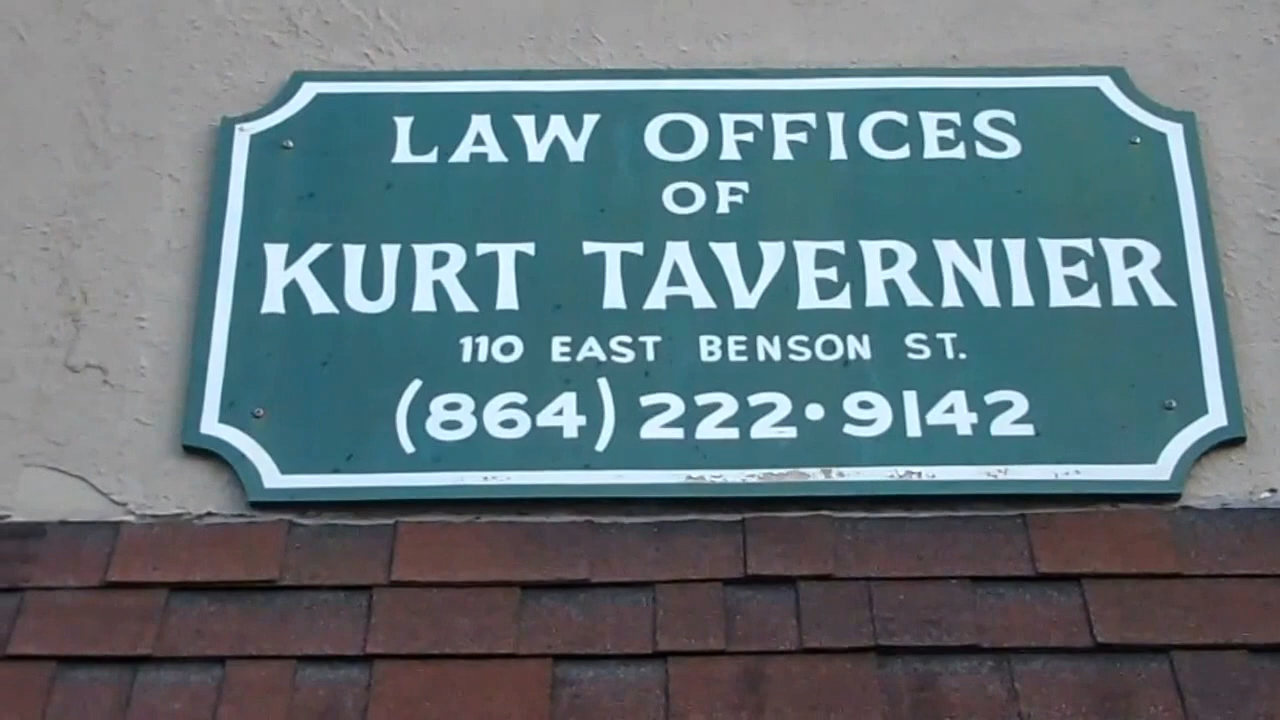 LAW OFFICES
OF
KURT TAVERNIER
110 EAST BENSON ST.
(864) 222•9142